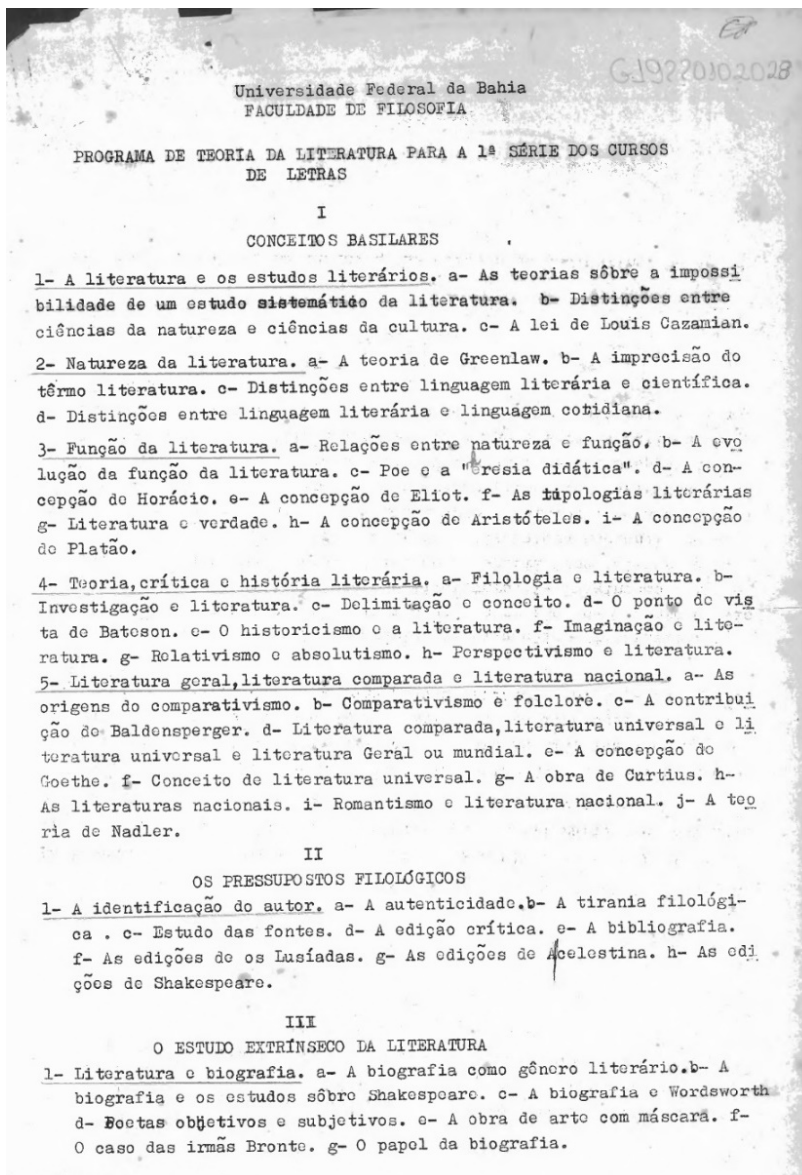 G19220102028
Universidade Federal da Bahia
FACULDADE DE FILOSOFIA
PROGRAMA DE TEORIA DA LITERATURA PARA A 1ª SÉRIE DOS CURSOS
DE LETRAS
I
CONCEITOS BASILARES
1- A literatura e os estudos literários. a- As teorias sôbre a impossi
bilidade de um estudo sistemático da literatura. b- Distinções entre
ciências da natureza e ciências da cultura. c- A lei de Louis Cazamian.
2- Natureza da literatura. a- A teoria de Greenlaw. b- A imprecisão do
têrmo literatura. c- Distinções entre linguagem literária e científica.
d- Distinções entre linguagem literária e linguagem cotidiana.
3- Função da literatura. a- Relações entre natureza e função. b- A evo
lução da função da literatura. c- Poe e a "eresia didática". d- A con-
cepção de Horácio. e- A concepção de Eliot. f- As tipologias literárias
g- Literatura e verdade. h- A concepção de Aristóteles. i- A concepção
de Platão.
4- Teoria,crítica e história literária. a- Filologia e literatura. b-
Investigação e literatura. c- Delimitação e conceito. d- O ponto de vis
ta de Bateson. e- O historicismo e a literatura. f- Imaginação e lite-
ratura. g- Relativismo e absolutismo. h- Perspectivismo e literatura.
5- Literatura geral,literatura comparada e literatura nacional. a- As
origens do comparativismo. b- Comparativismo e folclore. c- A contribui
ção de Baldensperger. d- Literatura comparada,literatura universal e li
teratura universal e literatura Geral ou mundial. e- A concepção de
Goethe. f- Conceito de literatura universal. g- A obra de Curtius. h-
As literaturas nacionais. i- Romantismo e literatura nacional. j- A teo
ria de Nadler.
II
OS PRESSUPOSTOS FILOLÓGICOS
1- A identificação do autor. a- A autenticidade.b- A tirania filológi-
ca . c- Estudo das fontes. d- A edição crítica. e- A bibliografia.
f- As edições de os Lusíadas. g- As edições de Acelestina. h- As edi
ções de Shakespeare.
III
O ESTUDO EXTRÍNSECO DA LITERATURA
1- Literatura e biografia. a- A biografia como gênero literário.b- A
biografia e os estudos sôbre Shakespeare. c- A biografia e Wordsworth
d- Poetas objetivos e subjetivos. e- A obra de arte com máscara. f-
O caso das irmãs Bronte. g- O papel da biografia.